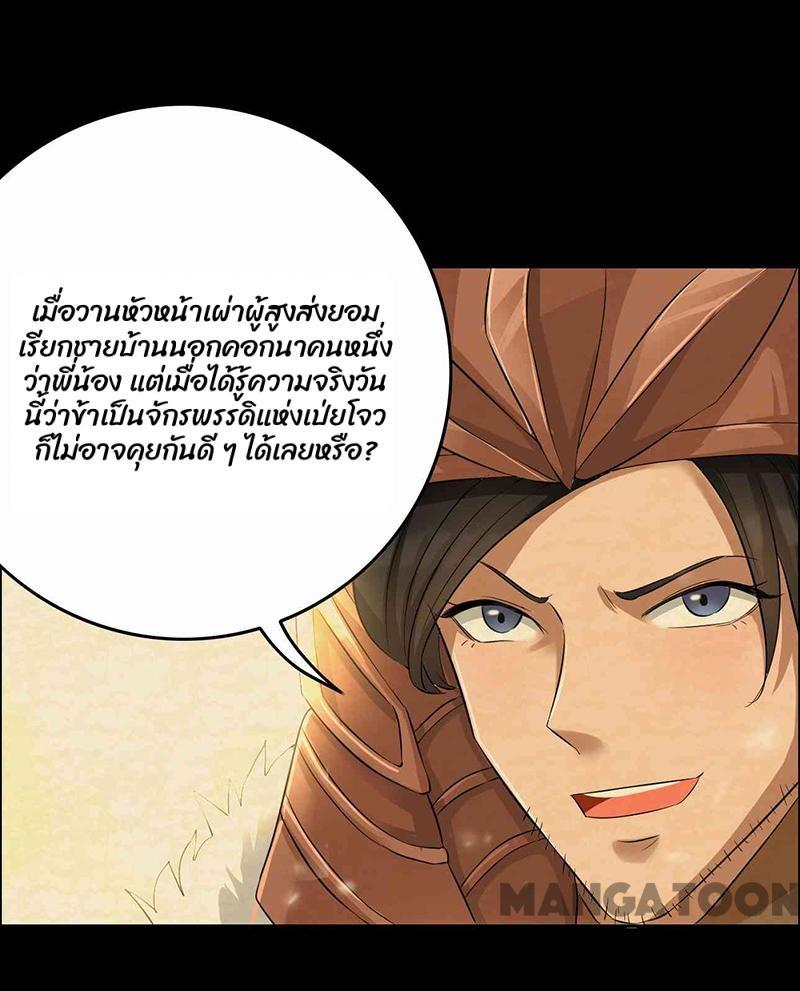 เมื่อวานหัวหน้าเผ่าผู้สูงส่งยอม
เรียกชายบ้านนอกคอกนาคนหนึ่ง
ว่าพี่น้อง แต่เมื่อได้รู้ความจริงวัน
นี้ว่าข้าเป็นจักรพรรดิแห่งเป่ยโจว
ก็ไม่อาจคุยกันดี ๆ ได้เลยหรือ?
MANGATOON